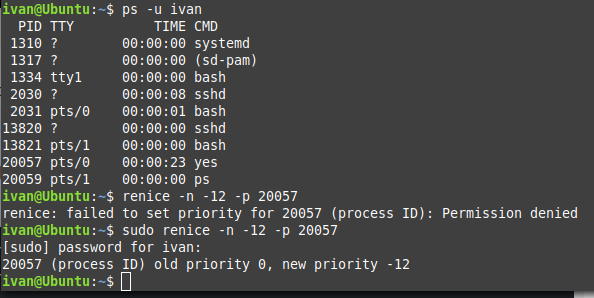 ivan@Ubuntu:~$ ps -u ivan
  PID TTY          TIME CMD
 1310 ?        00:00:00 systemd
 1317 ?        00:00:00 (sd-pam)
 1334 tty1     00:00:00 bash
 2030 ?        00:00:08 sshd
 2031 pts/0    00:00:01 bash
13820 ?        00:00:00 sshd
13821 pts/1    00:00:00 bash
20057 pts/0    00:00:23 yes
20059 pts/1    00:00:00 ps
ivan@Ubuntu:~$ renice -n -12 -p 20057
renice: failed to set priority for 20057 (process ID): Permission denied
ivan@Ubuntu:~$ sudo renice -n -12 -p 20057
[sudo] password for ivan:
20057 (process ID) old priority 0, new priority -12
ivan@Ubuntu:~$